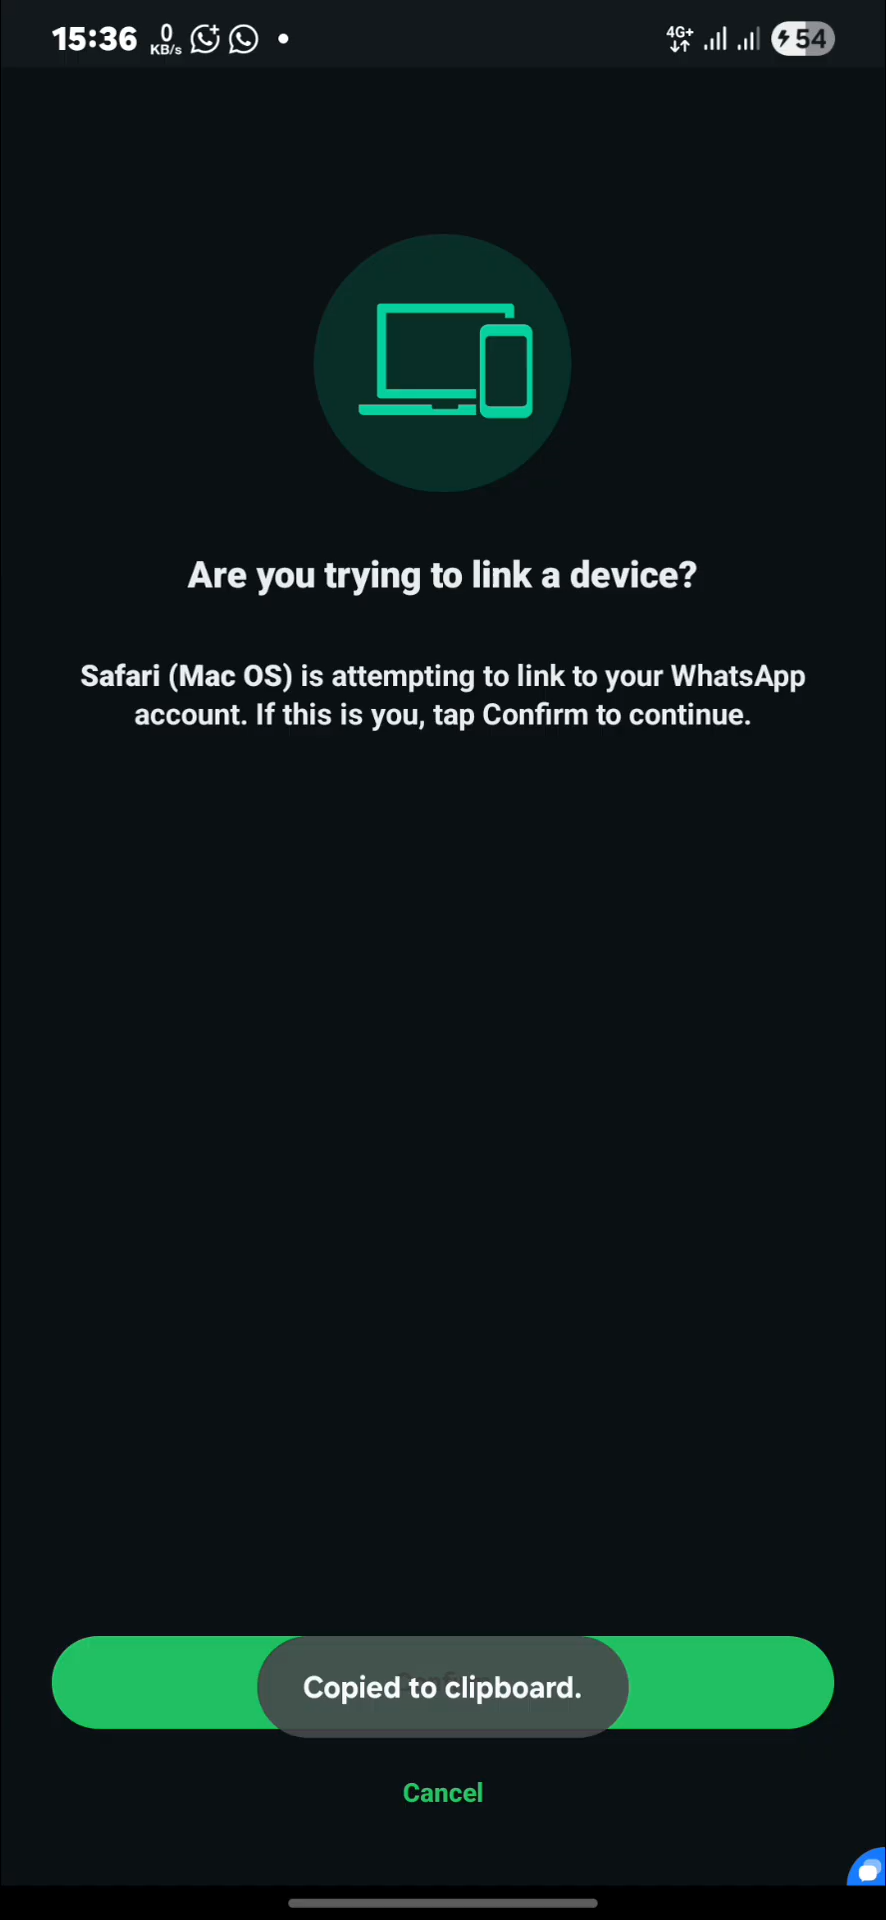 15:36 0 KB/s 4G+ 54
Are you trying to link a device?
Safari (Mac OS) is attempting to link to your WhatsApp
account. If this is you, tap Confirm to continue.
Copied to clipboard.
Cancel